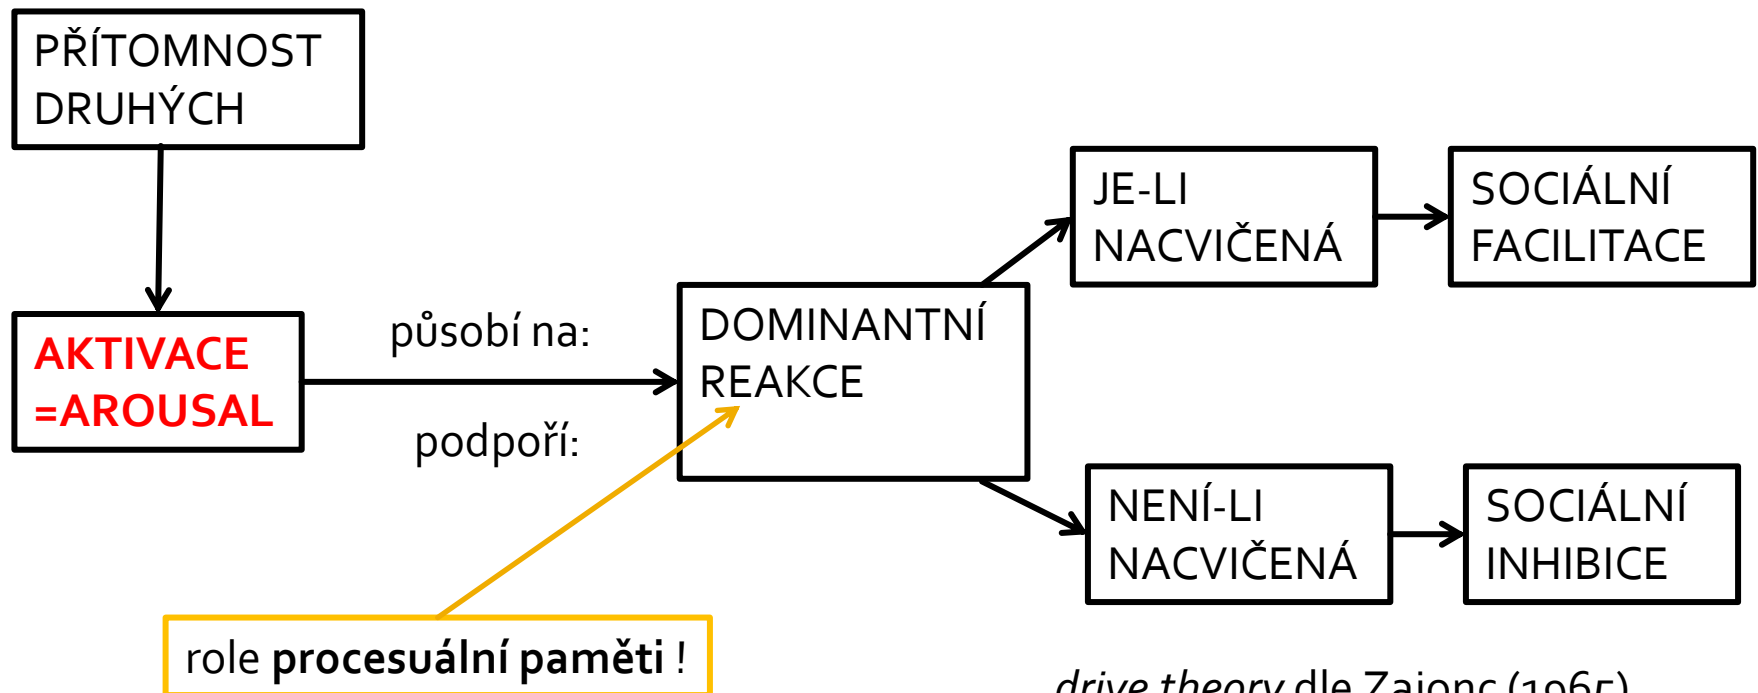 PŘÍTOMNOST
DRUHÝCH
AKTIVACE
=AROUSAL
působí na:
podpoří:
DOMINANTNÍ
REAKCE
JE-LI
NACVIČENÁ
SOCIÁLNÍ
FACILITACE
NENÍ-LI
NACVIČENÁ
SOCIÁLNÍ
INHIBICE
role procesuální paměti !
drive theory dle Zajonc (1965)